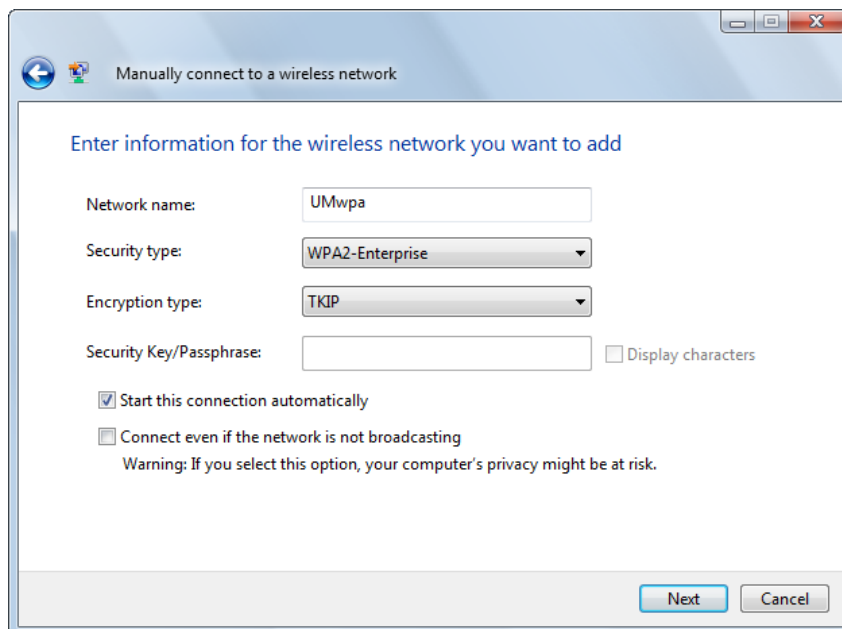 Manually connect to a wireless network
Enter information for the wireless network you want to add
Network name: UMwpa
Security type: WPA2-Enterprise
Encryption type: TKIP
Security Key/Passphrase: Display characters
Start this connection automatically
Connect even if the network is not broadcasting
Warning: If you select this option, your computer's privacy might be at risk.
Next Cancel